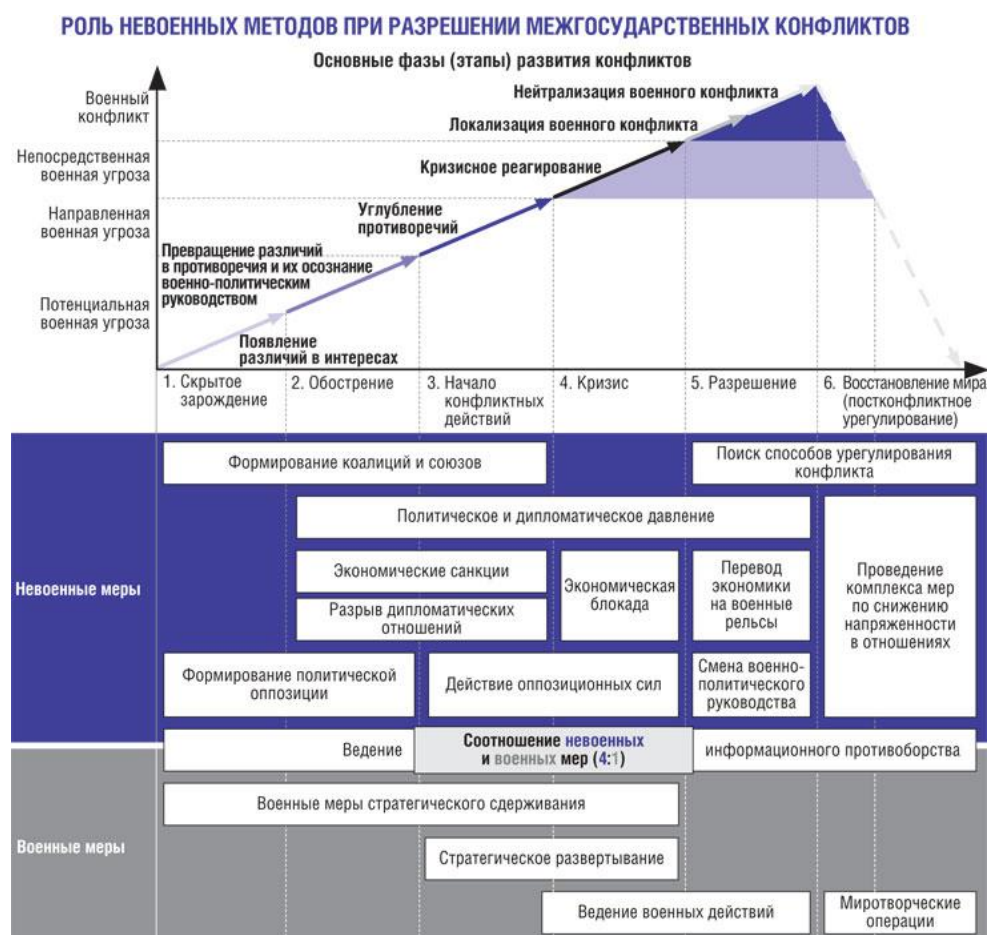 РОЛЬ НЕВОЕННЫХ МЕТОДОВ ПРИ РАЗРЕШЕНИИ МЕЖГОСУДАРСТВЕННЫХ КОНФЛИКТОВ
Основные фазы (этапы) развития конфликтов
Военный
конфликт
Непосредственная
военная угроза
Направленная
военная угроза
Потенциальная
военная угроза
Нейтрализация военного конфликта
Локализация военного конфликта
Кризисное реагирование
Углубление
противоречий
Превращение различий
в противоречия и их осознание
военно-политическим
руководством
Появление
различий в интересах
1. Скрытое
зарождение
2. Обострение
3. Начало
конфликтных
действий
4. Кризис
5. Разрешение
6. Восстановление мира
(постконфликтное
урегулирование)
Невоенные меры
Формирование коалиций и союзов
Поиск способов урегулирования
конфликта
Политическое и дипломатическое давление
Экономические санкции
Разрыв дипломатических
отношений
Экономическая
блокада
Перевод
экономики
на военные
рельсы
Проведение
комплекса мер
по снижению
напряженности
в отношениях
Формирование политической
оппозиции
Действие оппозиционных сил
Смена военно-
политического
руководства
Ведение
Соотношение невоенных
и военных мер (4:1)
информационного противоборства
Военные меры
Военные меры стратегического сдерживания
Стратегическое развертывание
Ведение военных действий
Миротворческие
операции